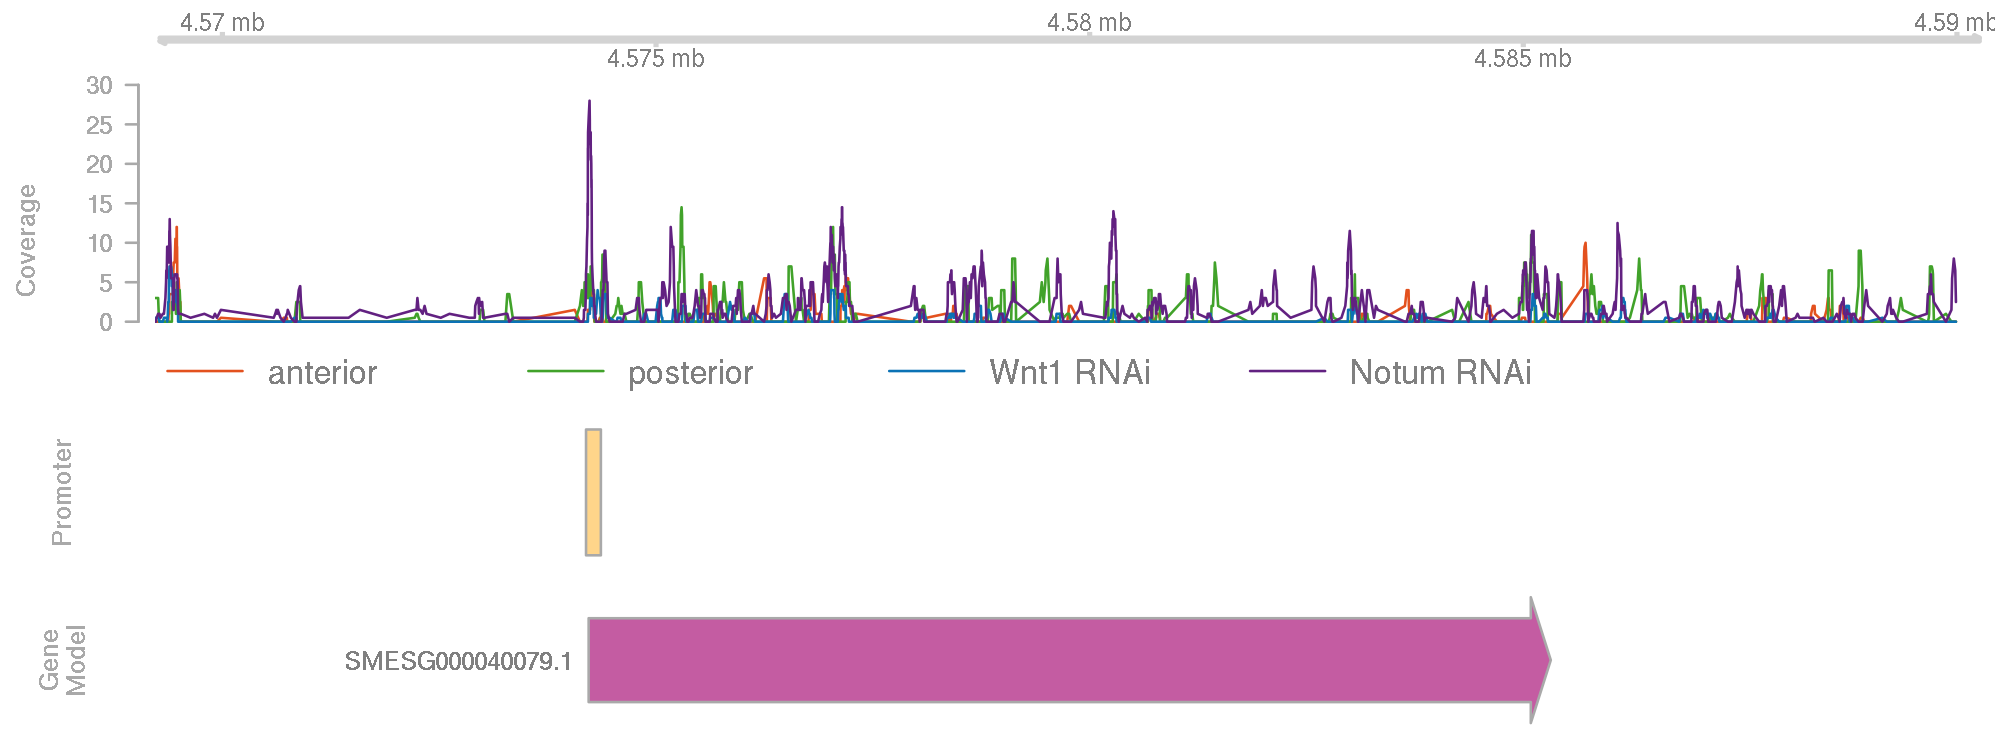 4.57 mb
4.58 mb
4.59 mb
4.575 mb
4.585 mb
Coverage
30
25
20
15
10
5
0
anterior
posterior
Wnt1 RNAi
Notum RNAi
Promoter
Gene
Model
SMESG000040079.1